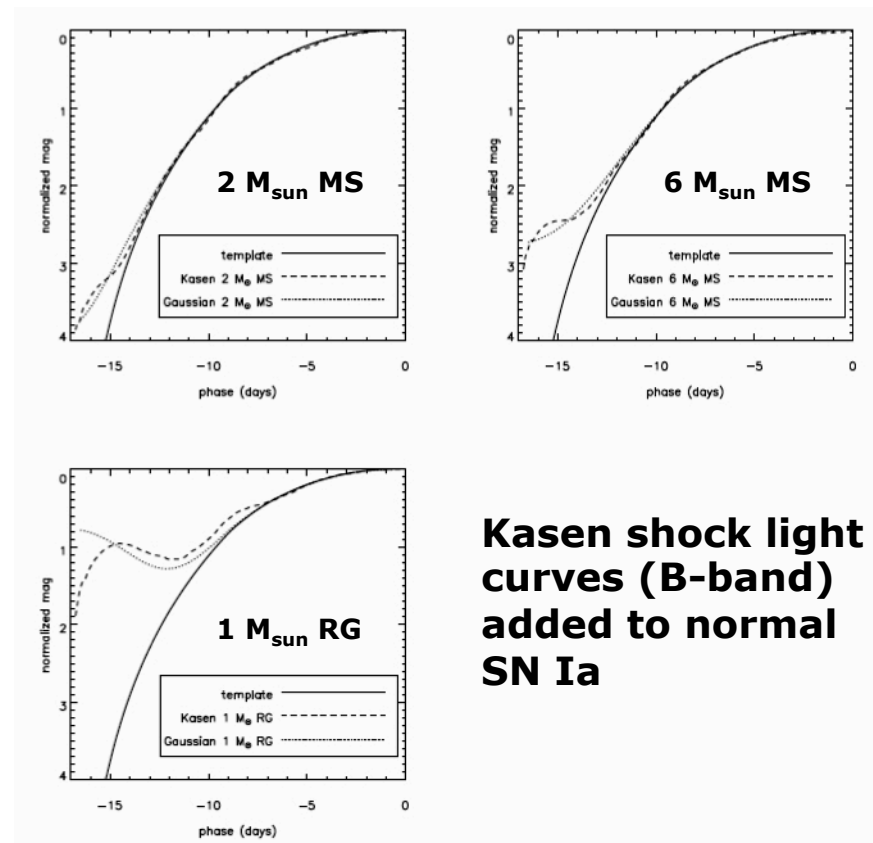 0
1
2
3
4
normalized mag
2 M_sun MS
template
Kasen 2 M⊙ MS
Gaussian 2 M⊙ MS
−15 −10 −5 0
phase (days)
0
1
2
3
4
normalized mag
6 M_sun MS
template
Kasen 6 M⊙ MS
Gaussian 6 M⊙ MS
−15 −10 −5 0
phase (days)
0
1
2
3
4
normalized mag
1 M_sun RG
template
Kasen 1 M⊙ RG
Gaussian 1 M⊙ RG
−15 −10 −5 0
phase (days)
Kasen shock light
curves (B-band)
added to normal
SN Ia